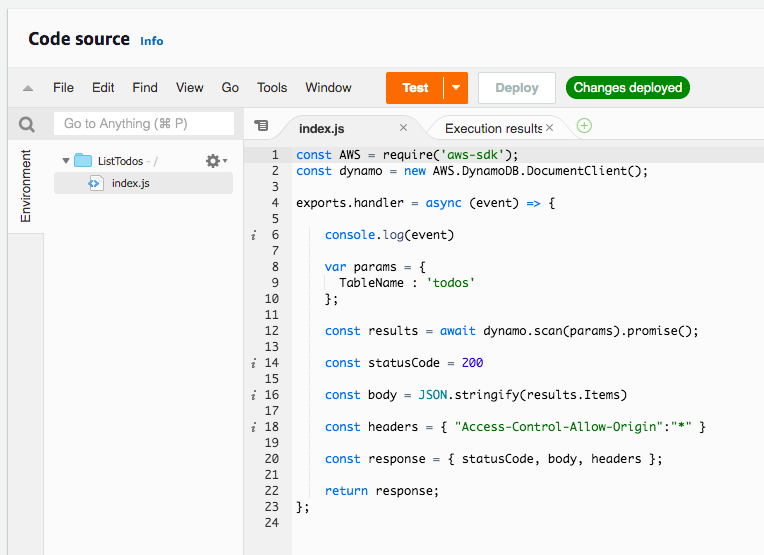 Code source Info
File Edit Find View Go Tools Window Test Deploy Changes deployed
Go to Anything (⌘ P)
index.js Execution results
Environment
ListTodos - /
index.js
1 const AWS = require('aws-sdk');
2 const dynamo = new AWS.DynamoDB.DocumentClient();
3
4 exports.handler = async (event) => {
5
6 console.log(event)
7
8 var params = {
9 TableName : 'todos'
10 };
11
12 const results = await dynamo.scan(params).promise();
13
14 const statusCode = 200
15
16 const body = JSON.stringify(results.Items)
17
18 const headers = { "Access-Control-Allow-Origin":"*" }
19
20 const response = { statusCode, body, headers };
21
22 return response;
23 };
24